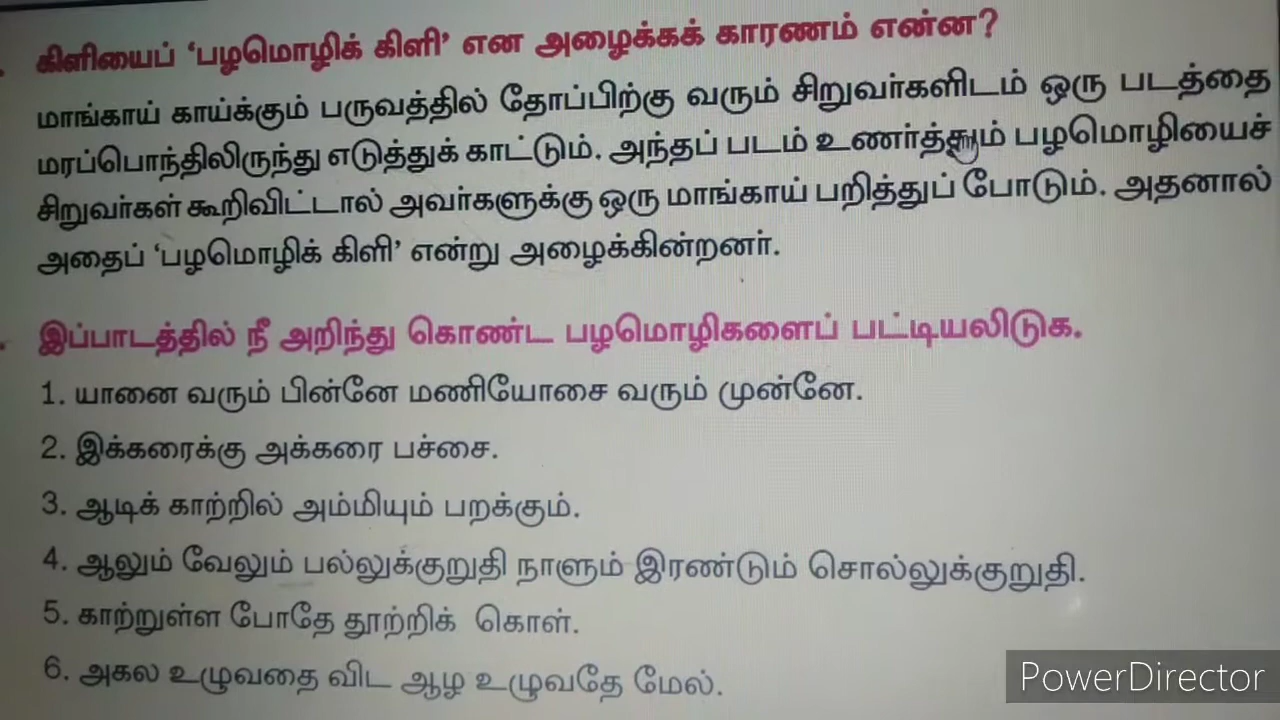 கிளியைப் ‘பழமொழிக் கிளி’ என அழைக்கக் காரணம் என்ன?
மாங்காய் காய்க்கும் பருவத்தில் தோப்பிற்கு வரும் சிறுவர்களிடம் ஒரு படத்தை
மரப்பொந்திலிருந்து எடுத்துக் காட்டும். அந்தப் படம் உணர்த்தும் பழமொழியைச்
சிறுவர்கள் கூறிவிட்டால் அவர்களுக்கு ஒரு மாங்காய் பறித்துப் போடும். அதனால்
அதைப் ‘பழமொழிக் கிளி’ என்று அழைக்கின்றனர்.
இப்பாடத்தில் நீ அறிந்து கொண்ட பழமொழிகளைப் பட்டியலிடுக.
1. யானை வரும் பின்னே மணியோசை வரும் முன்னே.
2. இக்கரைக்கு அக்கரை பச்சை.
3. ஆடிக் காற்றில் அம்மியும் பறக்கும்.
4. ஆலும் வேலும் பல்லுக்குறுதி நாளும் இரண்டும் சொல்லுக்குறுதி.
5. காற்றுள்ள போதே தூற்றிக் கொள்.
6. அகல உழுவதை விட ஆழ உழுவதே மேல்.
PowerDirector